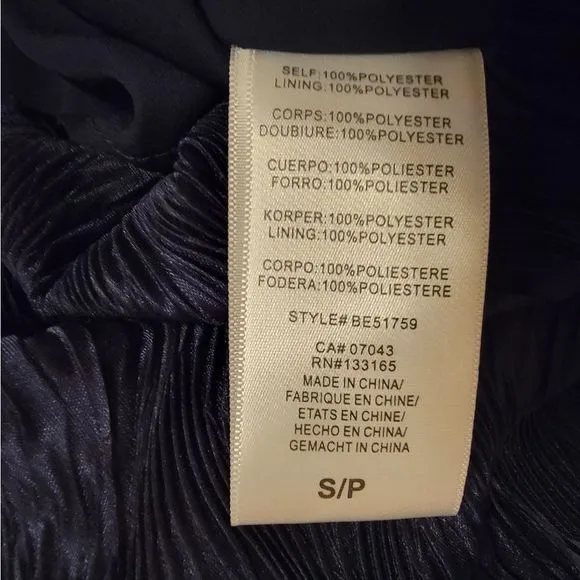 SELF:100%POLYESTER
LINING:100%POLYESTER
CORPS:100%POLYESTER
DOUBIURE:100%POLYESTER
CUERPO:100%POLIESTER
FORRO:100%POLIESTER
KORPER:100%POLYESTER
LINING:100%POLYESTER
CORPO:100%POLIESTERE
FODERA:100%POLIESTERE
STYLE# BE51759
CA# 07043
RN#133165
MADE IN CHINA/
FABRIQUE EN CHINE/
ETATS EN CHINE/
HECHO EN CHINA/
GEMACHT IN CHINA
S/P